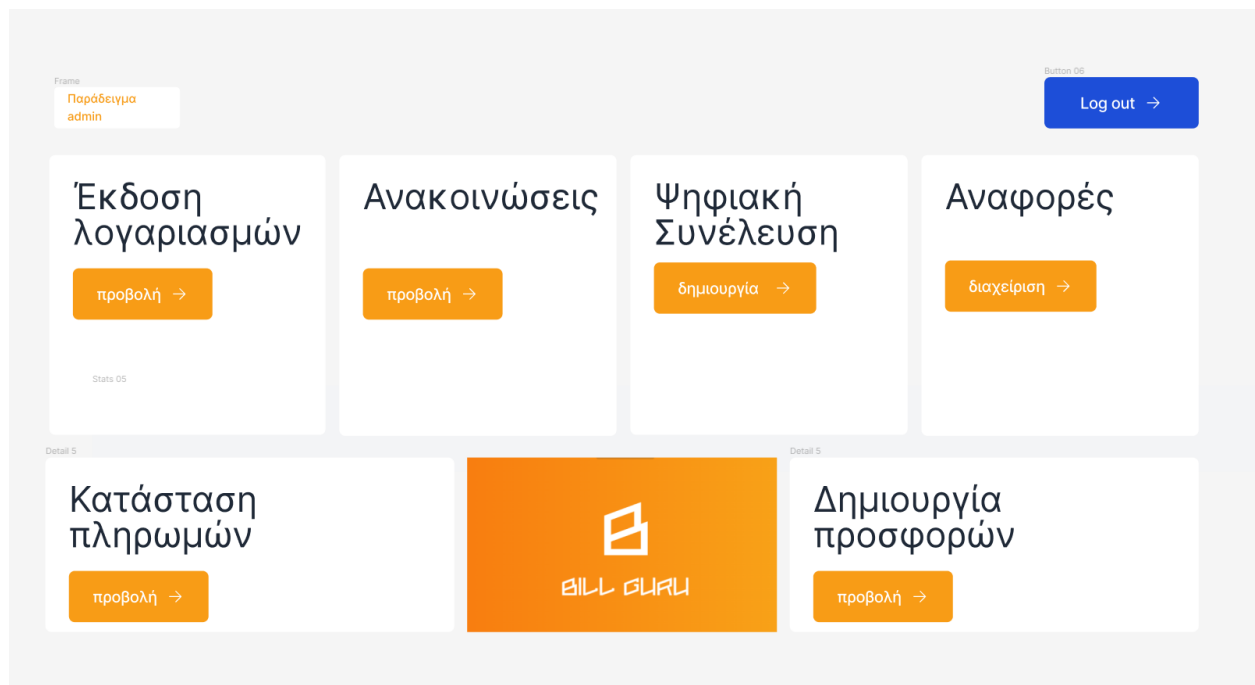 Frame
Παράδειγμα
admin
Button 06
Log out
Έκδοση
λογαριασμών
προβολή
Stats 05
Ανακοινώσεις
προβολή
Ψηφιακή
Συνέλευση
δημιουργία
Αναφορές
διαχείριση
Detail 5
Κατάσταση
πληρωμών
προβολή
BILL GURU
Detail 5
Δημιουργία
προσφορών
προβολή